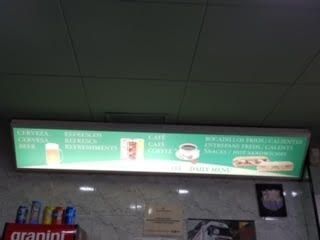 CERVEZA
CERVESA
BEER
REFRESCOS
REFRESCS
REFRESHMENTS
CAFÉ
CAFÈ
COFFEE
BOCADILLOS FRIOS / CALIENTES
ENTREPANS FREDS / CALENTS
SNACKS / HOT SANDWICHES
DAILY MENU
granini